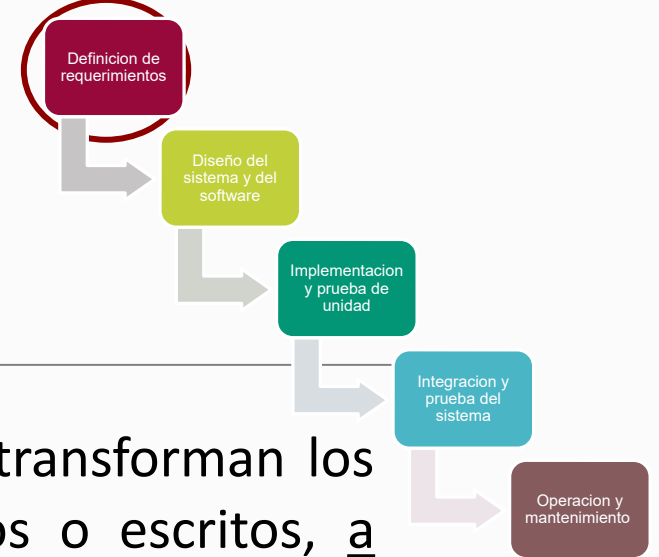 Definicion de
requerimientos
Diseño del
sistema y del
software
Implementacion
y prueba de
unidad
Integracion y
prueba del
sistema
Operacion y
mantenimiento
transforman los
os o escritos, a